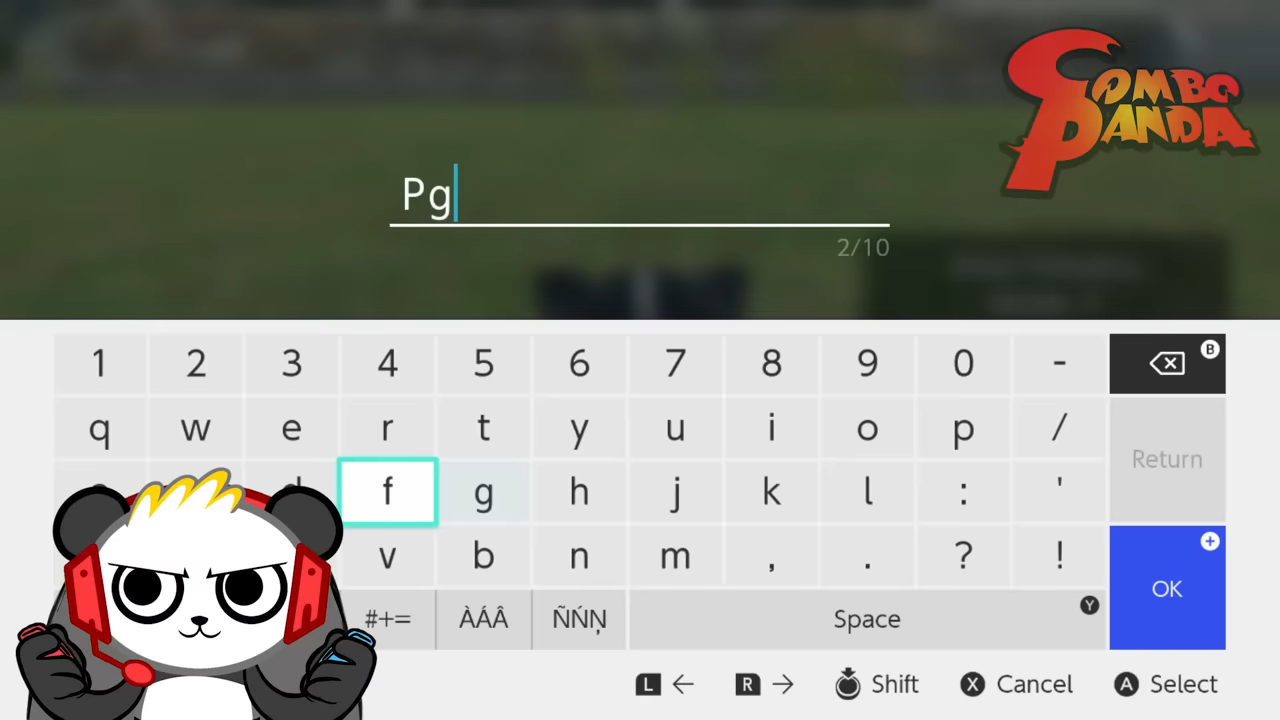 COMBO
PANDA
Pg
2/10
1 2 3 4 5 6 7 8 9 0 - B
q w e r t y u i o p / Return
f g h j k l : '
v b n m , . ? ! + OK
#+= ÀÁÂ ÑŃŅ Space Y
L ← R → Shift X Cancel A Select